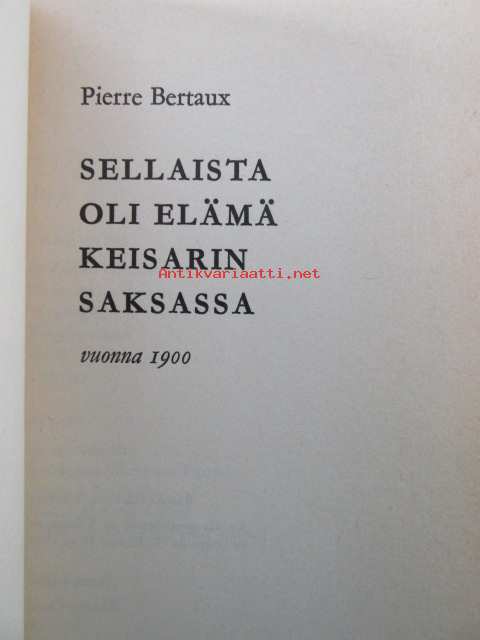 Pierre Bertaux
SELLAISTA
OLI ELÄMÄ
KEISARIN
Antikvariaatti.net
SAKSASSA
vuonna 1900